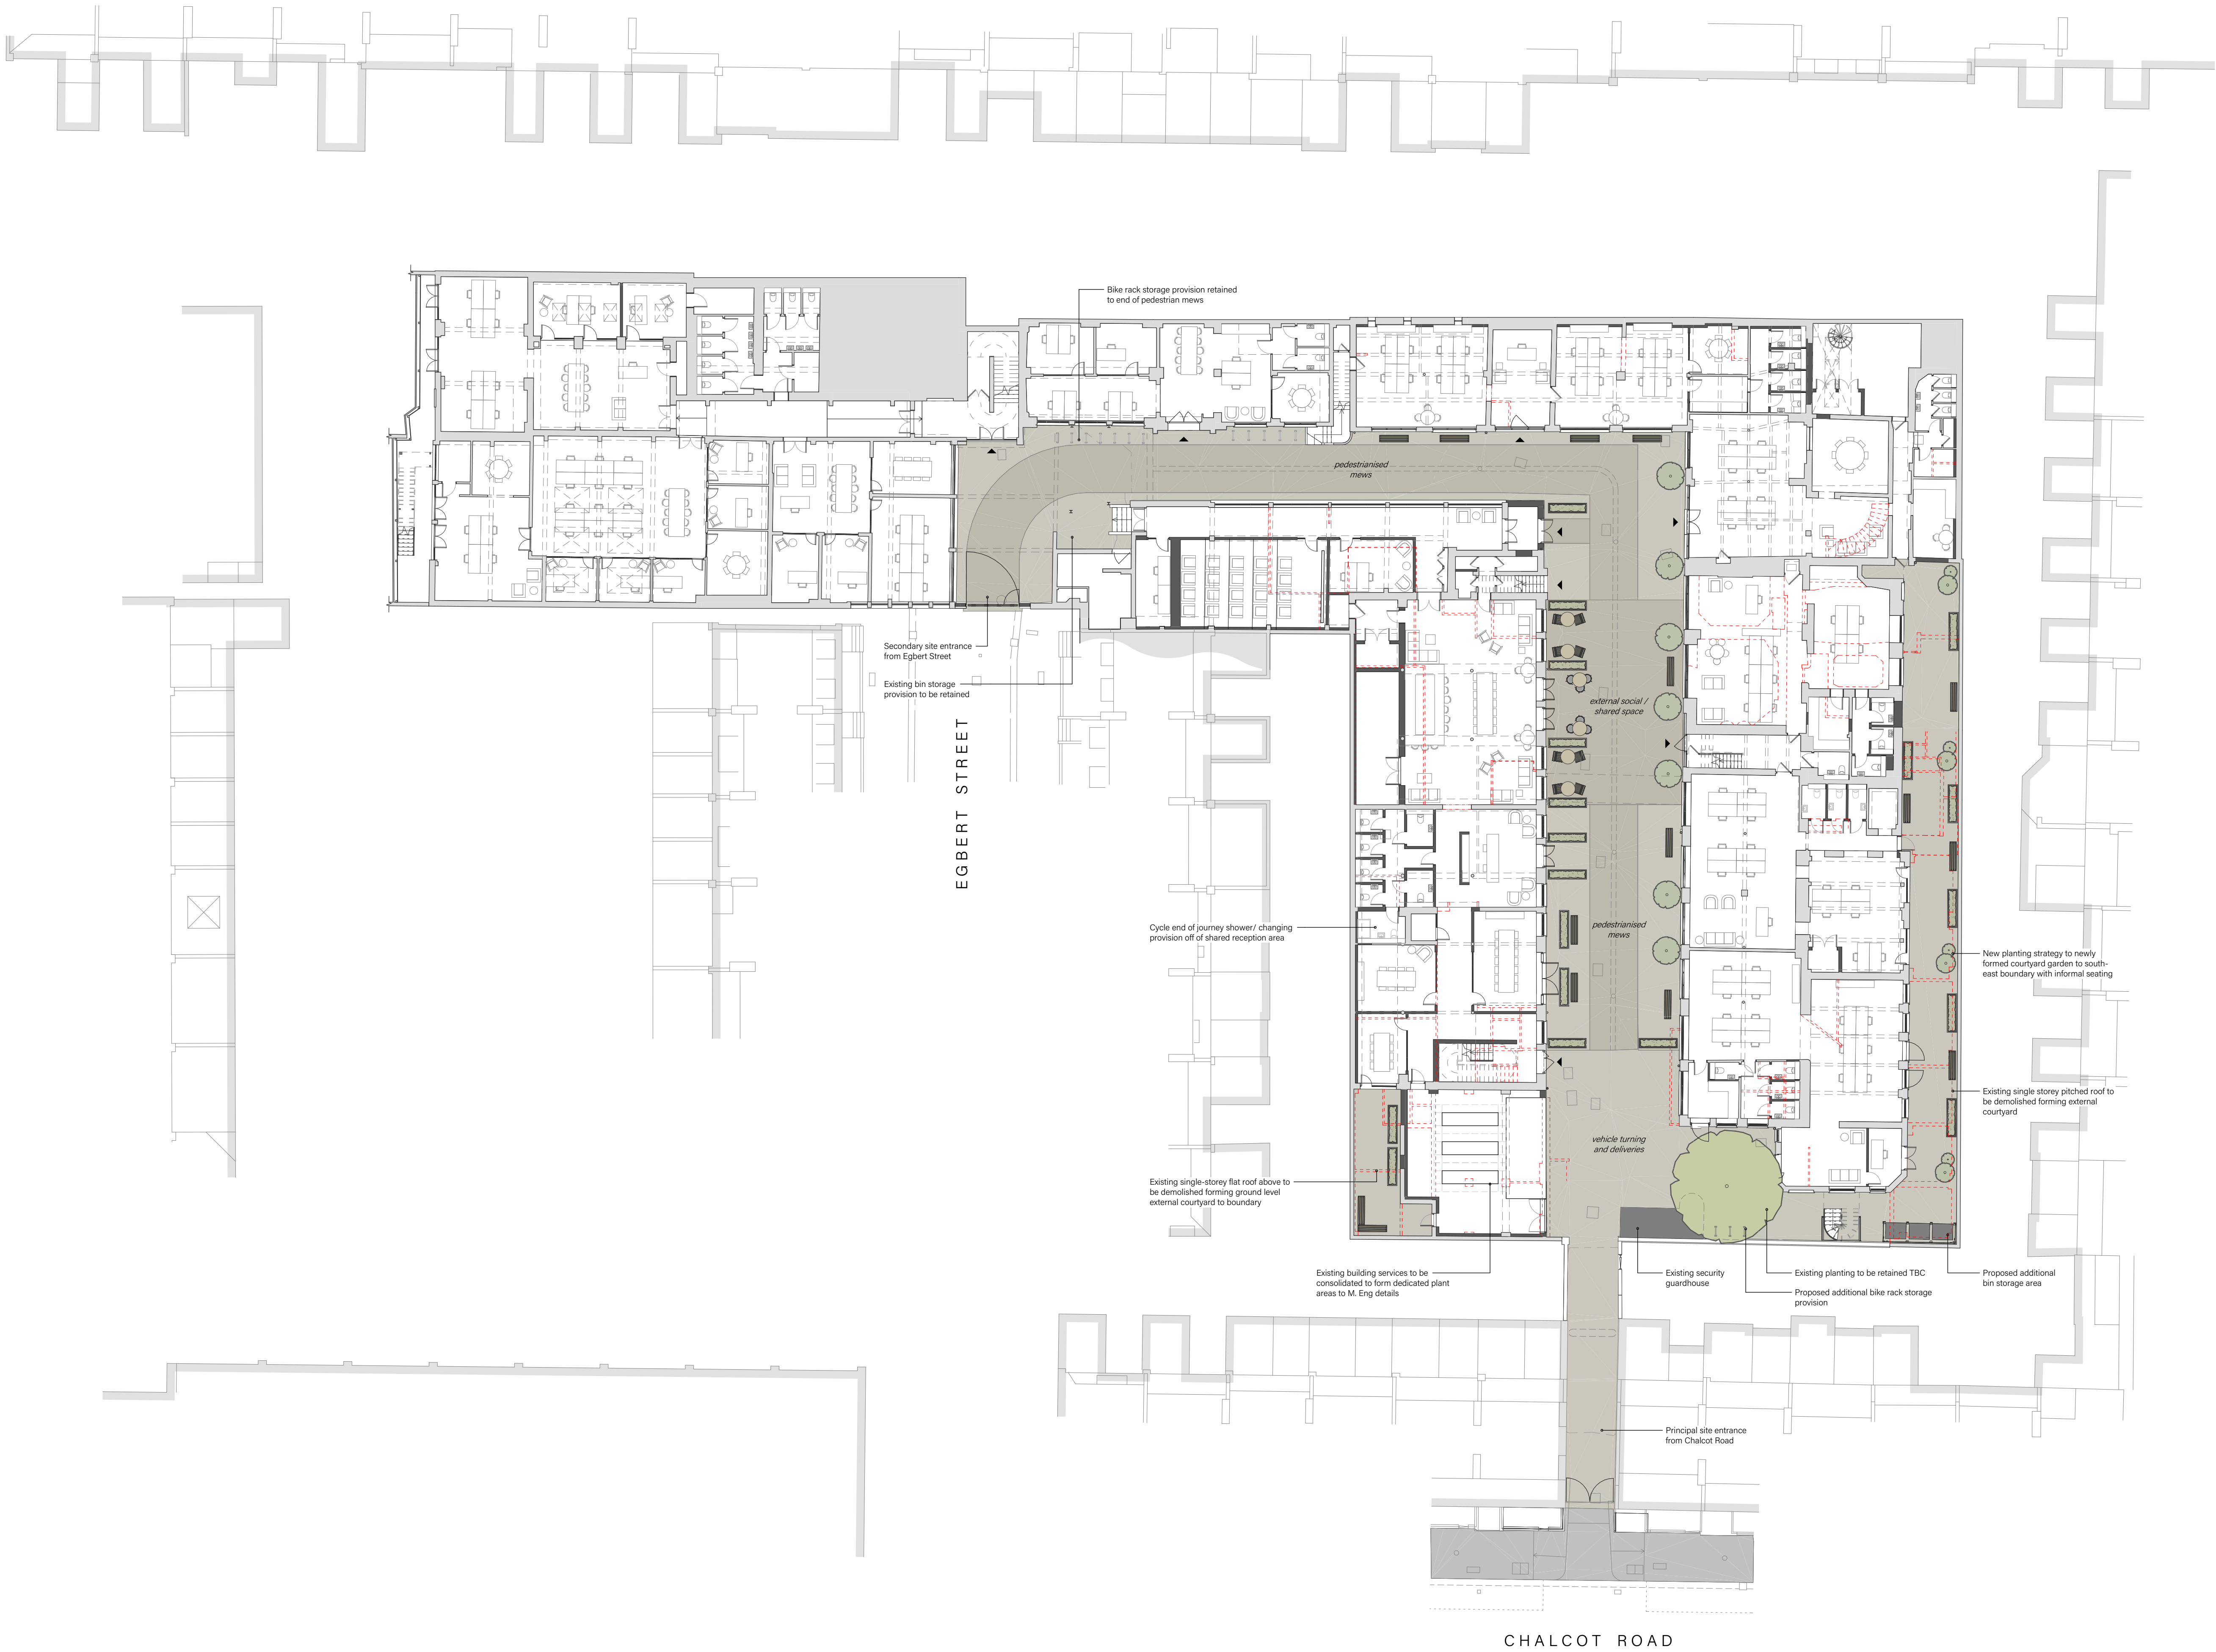 Bike rack storage provision retained
to end of pedestrian mews
pedestrianised
mews
Secondary site entrance
from Egbert Street
Existing bin storage
provision to be retained
EGBERT STREET
external social /
shared space
Cycle end of journey shower/ changing
provision off of shared reception area
pedestrianised
mews
New planting strategy to newly
formed courtyard garden to south-
east boundary with informal seating
Existing single storey pitched roof to
be demolished forming external
courtyard
vehicle turning
and deliveries
Existing single-storey flat roof above to
be demolished forming ground level
external courtyard to boundary
Existing building services to be
consolidated to form dedicated plant
areas to M. Eng details
Existing security
guardhouse
Existing planting to be retained TBC
Proposed additional bike rack storage
provision
Proposed additional
bin storage area
Principal site entrance
from Chalcot Road
CHALCOT ROAD